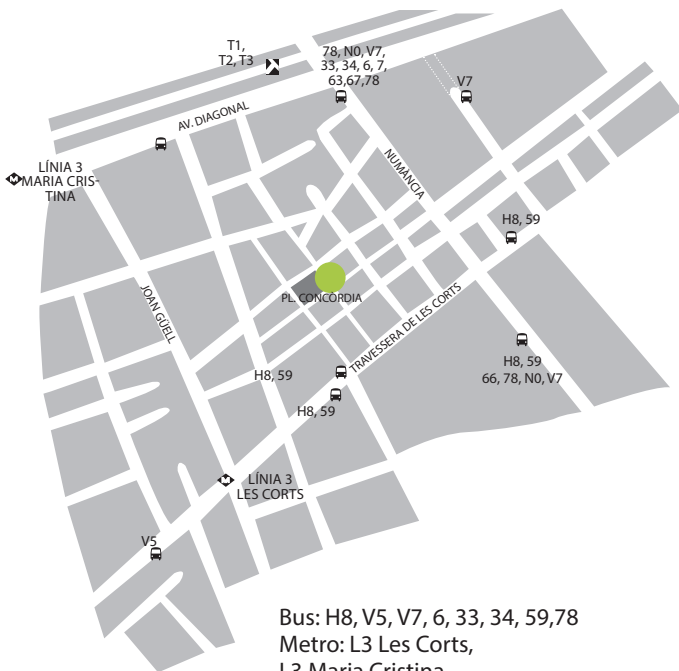 T1,
T2, T3
78, N0, V7,
33, 34, 6, 7,
63,67,78
V7
AV. DIAGONAL
LÍNIA 3
MARIA CRIS-
TINA
NUMÀNCIA
H8, 59
PL. CONCÒRDIA
JOAN GÜELL
TRAVESSERA DE LES CORTS
H8, 59
H8, 59
66, 78, N0, V7
H8, 59
LÍNIA 3
LES CORTS
V5
Bus: H8, V5, V7, 6, 33, 34, 59,78
Metro: L3 Les Corts,
L3 Maria Cristina